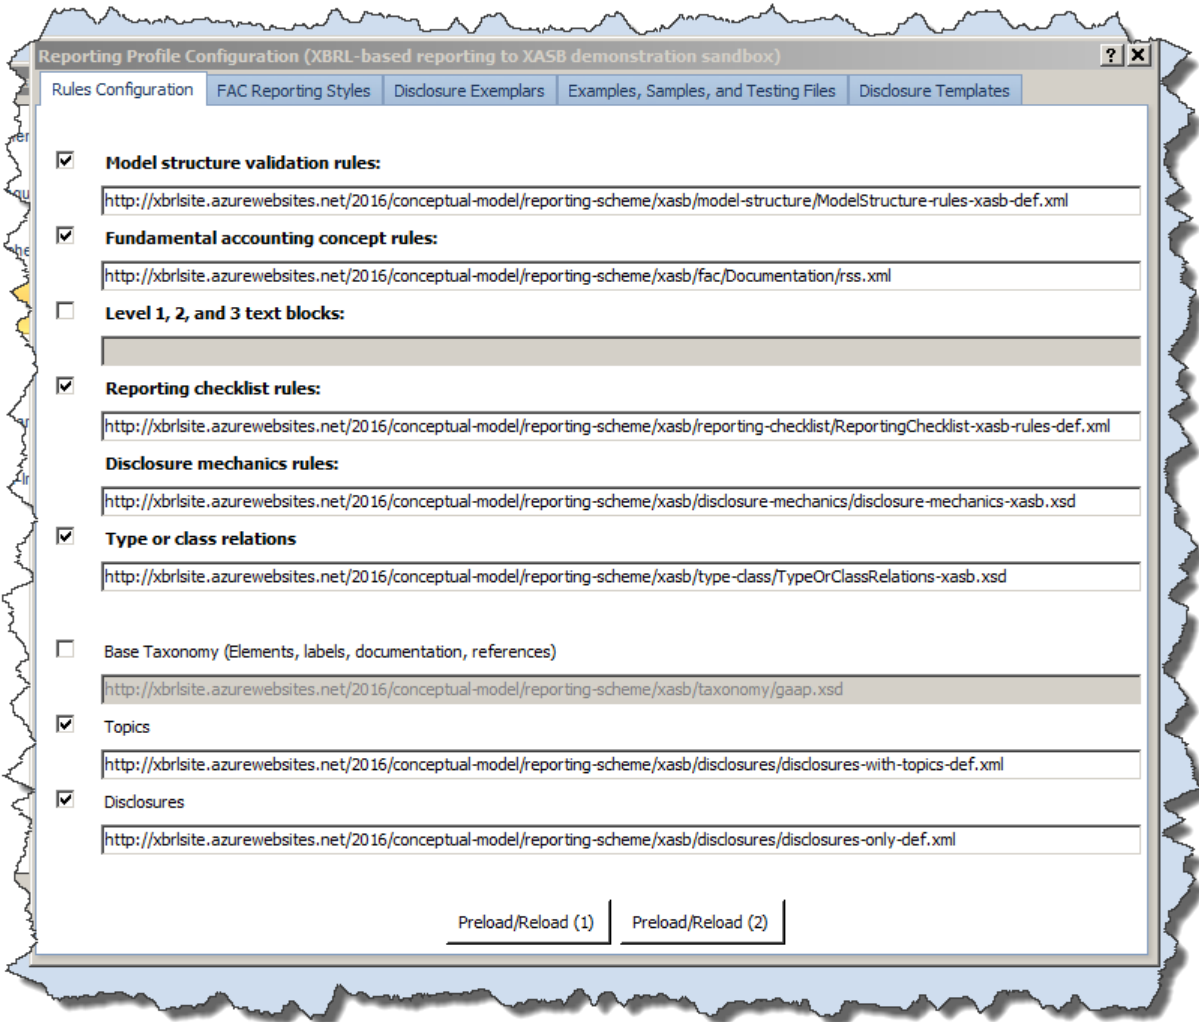 Reporting Profile Configuration (XBRL-based reporting to XASB demonstration sandbox)
Rules Configuration FAC Reporting Styles Disclosure Exemplars Examples, Samples, and Testing Files Disclosure Templates
Model structure validation rules:
http://xbrlsite.azurewebsites.net/2016/conceptual-model/reporting-scheme/xasb/model-structure/ModelStructure-rules-xasb-def.xml
Fundamental accounting concept rules:
http://xbrlsite.azurewebsites.net/2016/conceptual-model/reporting-scheme/xasb/fac/Documentation/rss.xml
Level 1, 2, and 3 text blocks:
Reporting checklist rules:
http://xbrlsite.azurewebsites.net/2016/conceptual-model/reporting-scheme/xasb/reporting-checklist/ReportingChecklist-xasb-rules-def.xml
Disclosure mechanics rules:
http://xbrlsite.azurewebsites.net/2016/conceptual-model/reporting-scheme/xasb/disclosure-mechanics/disclosure-mechanics-xasb.xsd
Type or class relations
http://xbrlsite.azurewebsites.net/2016/conceptual-model/reporting-scheme/xasb/type-class/TypeOrClassRelations-xasb.xsd
Base Taxonomy (Elements, labels, documentation, references)
http://xbrlsite.azurewebsites.net/2016/conceptual-model/reporting-scheme/xasb/taxonomy/gaap.xsd
Topics
http://xbrlsite.azurewebsites.net/2016/conceptual-model/reporting-scheme/xasb/disclosures/disclosures-with-topics-def.xml
Disclosures
http://xbrlsite.azurewebsites.net/2016/conceptual-model/reporting-scheme/xasb/disclosures/disclosures-only-def.xml
Preload/Reload (1) Preload/Reload (2)